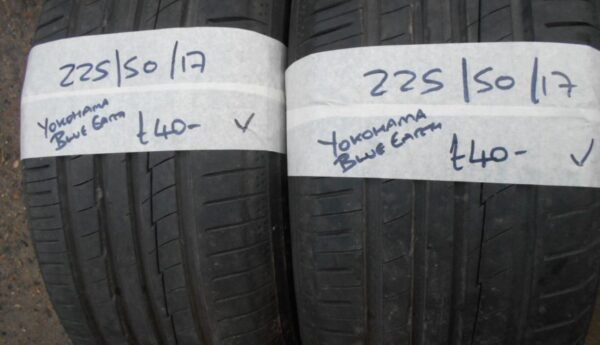 225/50/17
YOKOHAMA
BLUE EARTH
£40-
225/50/17
YOKOHAMA
BLUE EARTH
£40-